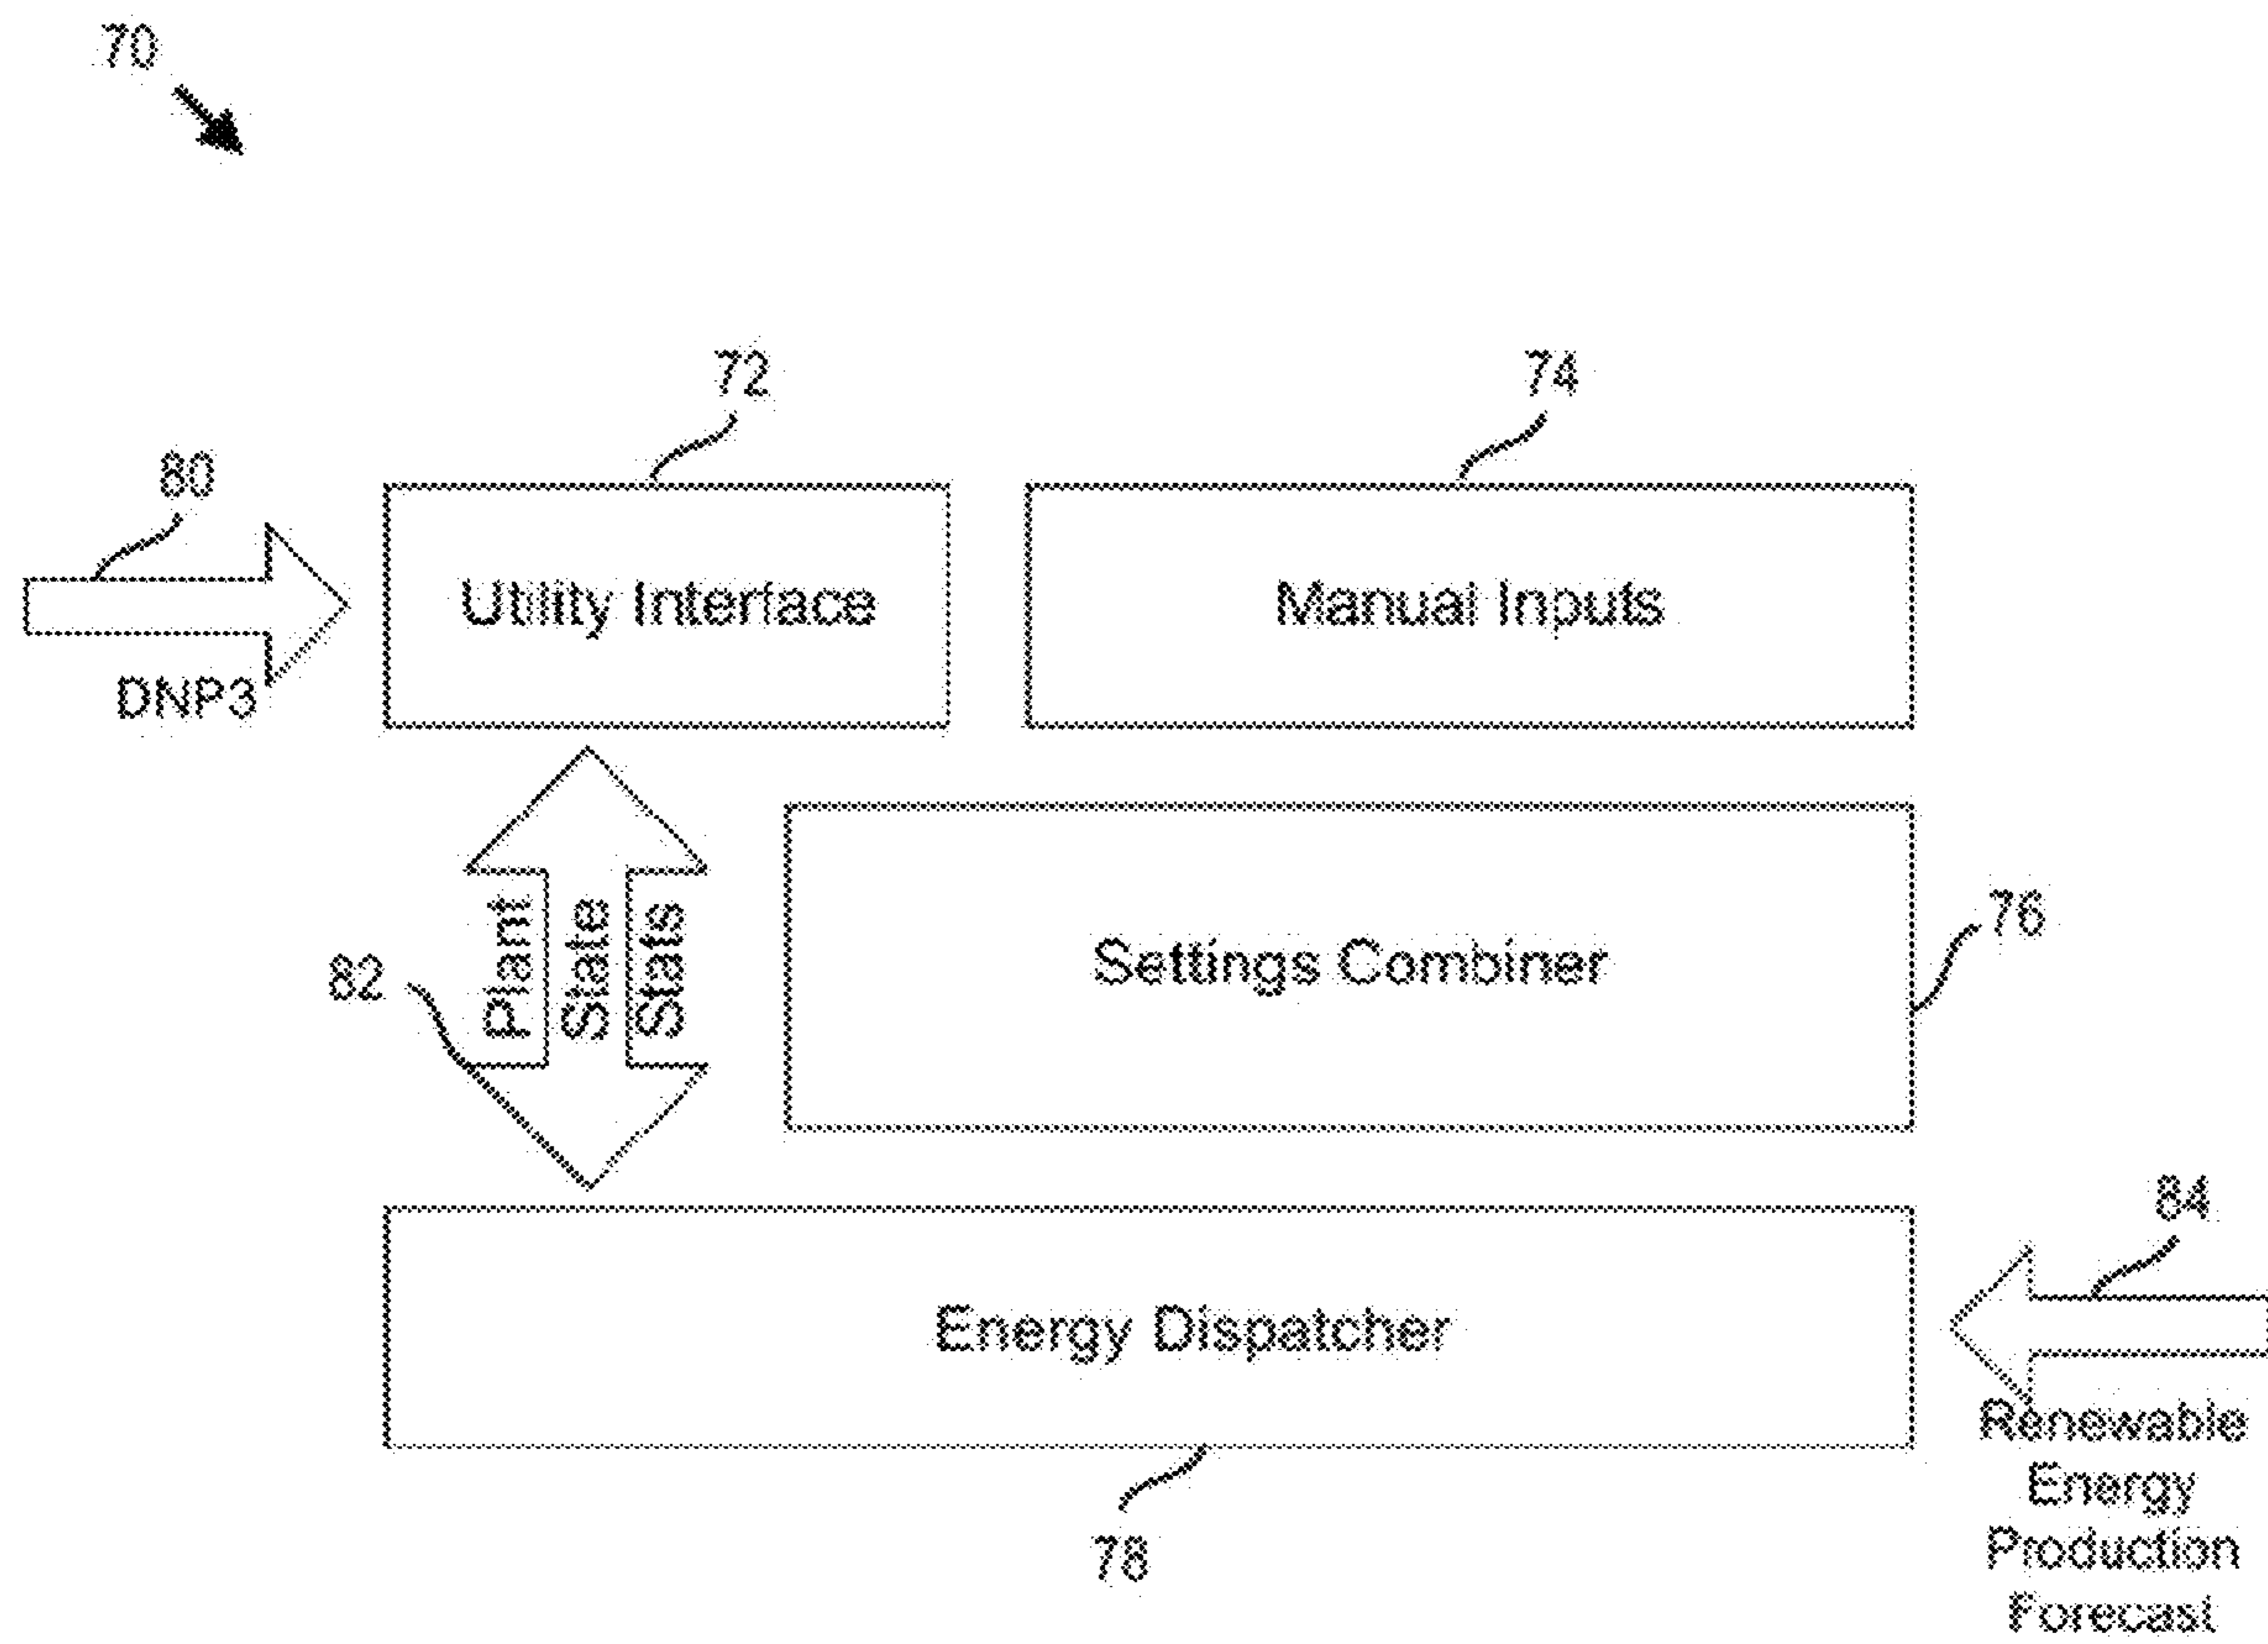 70
72
74
80
Utility Interface
Manual Inputs
DNP3
Plant
State
Stats
82
Settings Combiner
76
84
Energy Dispatcher
Renewable
Energy
Production
Forecast
78